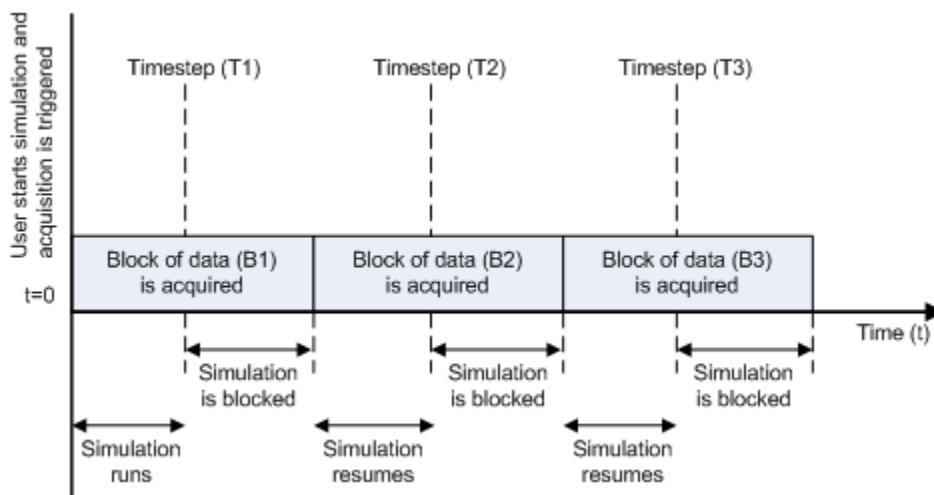 User starts simulation and
acquisition is triggered
Timestep (T1)
Timestep (T2)
Timestep (T3)
Block of data (B1)
is acquired
Block of data (B2)
is acquired
Block of data (B3)
is acquired
t=0
Time (t)
Simulation
is blocked
Simulation
is blocked
Simulation
is blocked
Simulation
runs
Simulation
resumes
Simulation
resumes